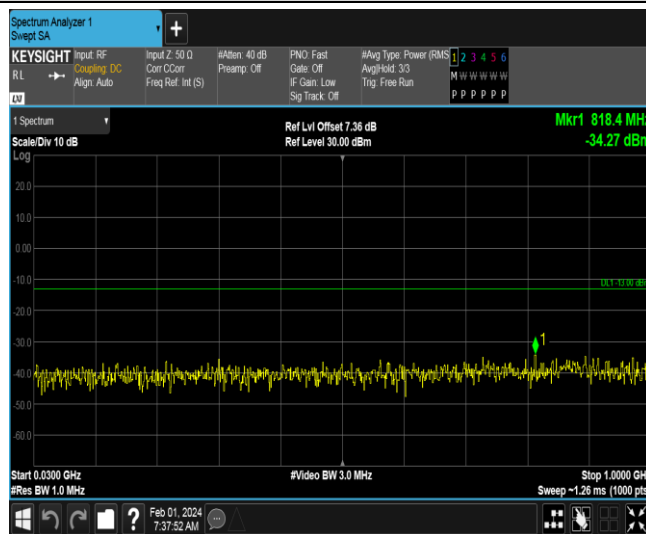 Spectrum Analyzer 1
Swept SA
+
KEYSIGHT
RL
LXI
Input: RF
Coupling: DC
Align: Auto
Input Z: 50 Ω
Corr CCorr
Freq Ref: Int (S)
#Atten: 40 dB
Preamp: Off
PNO: Fast
Gate: Off
IF Gain: Low
Sig Track: Off
#Avg Type: Power (RMS
Avg|Hold: 3/3
Trig: Free Run
1 2 3 4 5 6
M W W W W W
P P P P P P
1 Spectrum
Scale/Div 10 dB
Ref Lvl Offset 7.36 dB
Ref Level 30.00 dBm
Mkr1 818.4 MHz
-34.27 dBm
Log
20.0
10.0
0.00
-10.0
DL1 -13.00 dBm
-20.0
-30.0
1
-40.0
-50.0
-60.0
Start 0.0300 GHz
#Video BW 3.0 MHz
Stop 1.0000 GHz
#Res BW 1.0 MHz
Sweep ~1.26 ms (1000 pts
?
Feb 01, 2024
7:37:52 AM